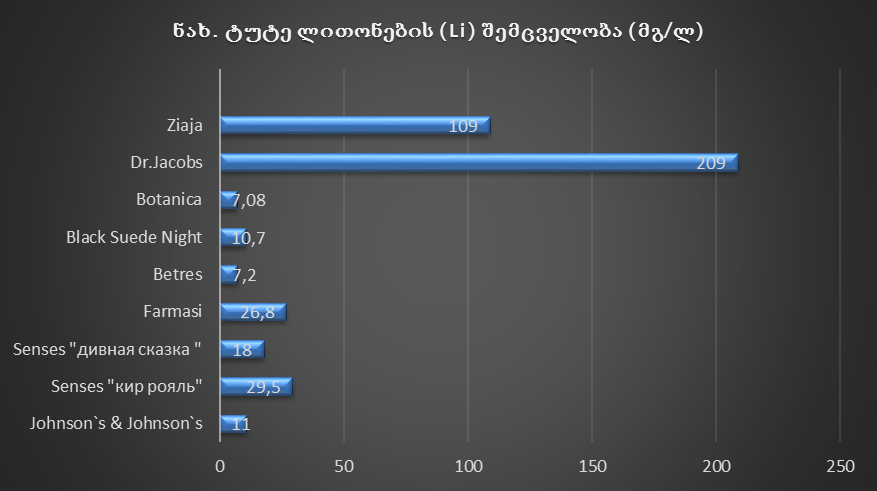 ნახ. ტუტე ლითონების (Li) შემცველობა (მგ/ლ)
Ziaja
109
Dr.Jacobs
209
Botanica
7,08
Black Suede Night
10,7
Betres
7,2
Farmasi
26,8
Senses "дивная сказка "
18
Senses "кир рояль"
29,5
Johnson`s & Johnson`s
11
0 50 100 150 200 250